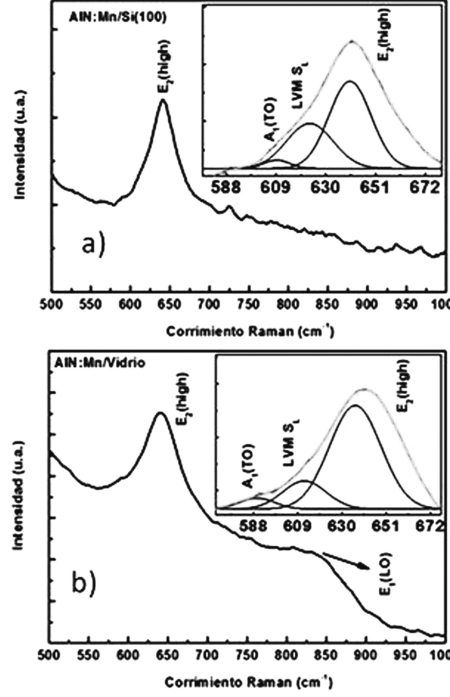 AlN:Mn/Si(100)
E₂(high)
A₁(TO)
LVM S_L
E₂(high)
588 609 630 651 672
Intensidad (u.a.)
a)
500 550 600 650 700 750 800 850 900 950 100
Corrimiento Raman (cm⁻¹)
AlN:Mn/Vidrio
E₂(high)
A₁(TO)
LVM S_L
E₂(high)
588 609 630 651 672
Intensidad (u.a.)
b)
E₁(LO)
500 550 600 650 700 750 800 850 900 950 100
Corrimiento Raman (cm⁻¹)